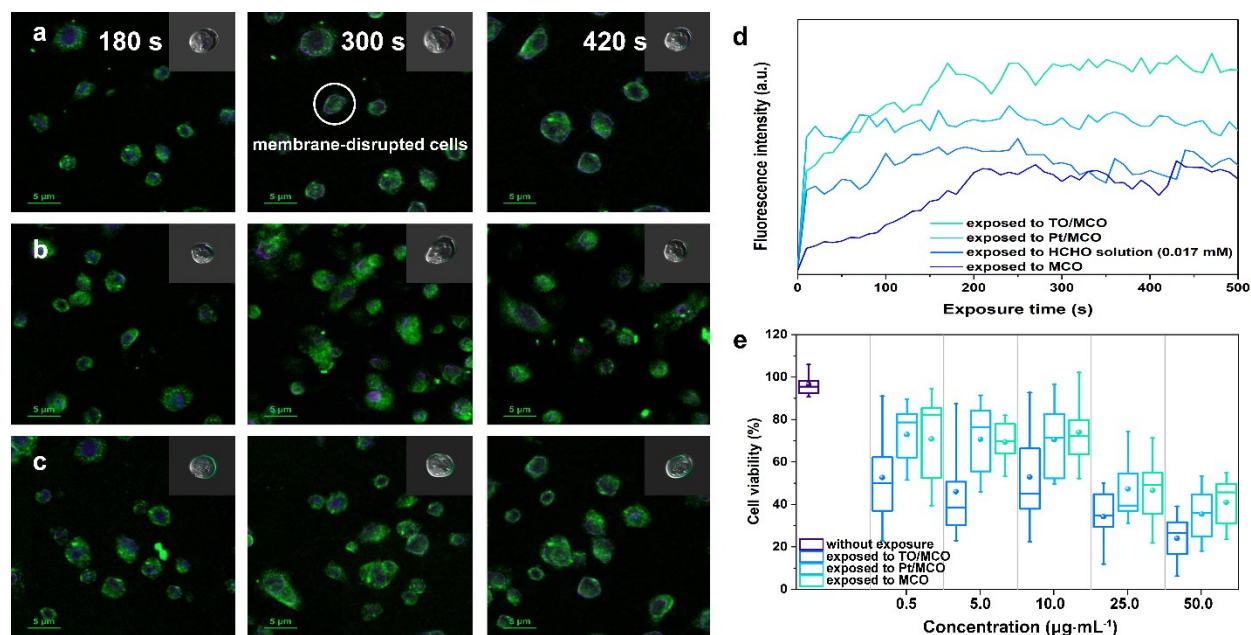 a
180 s
300 s
420 s
membrane-disrupted cells
5 µm
5 µm
5 µm
b
5 µm
5 µm
5 µm
c
5 µm
5 µm
5 µm
d
Fluorescence intensity (a.u.)
exposed to TO/MCO
exposed to Pt/MCO
exposed to HCHO solution (0.017 mM)
exposed to MCO
0 100 200 300 400 500
Exposure time (s)
e
Cell viability (%)
120
100
80
60
40
20
0
without exposure
exposed to TO/MCO
exposed to Pt/MCO
exposed to MCO
0.5 5.0 10.0 25.0 50.0
Concentration (µg·mL⁻¹)